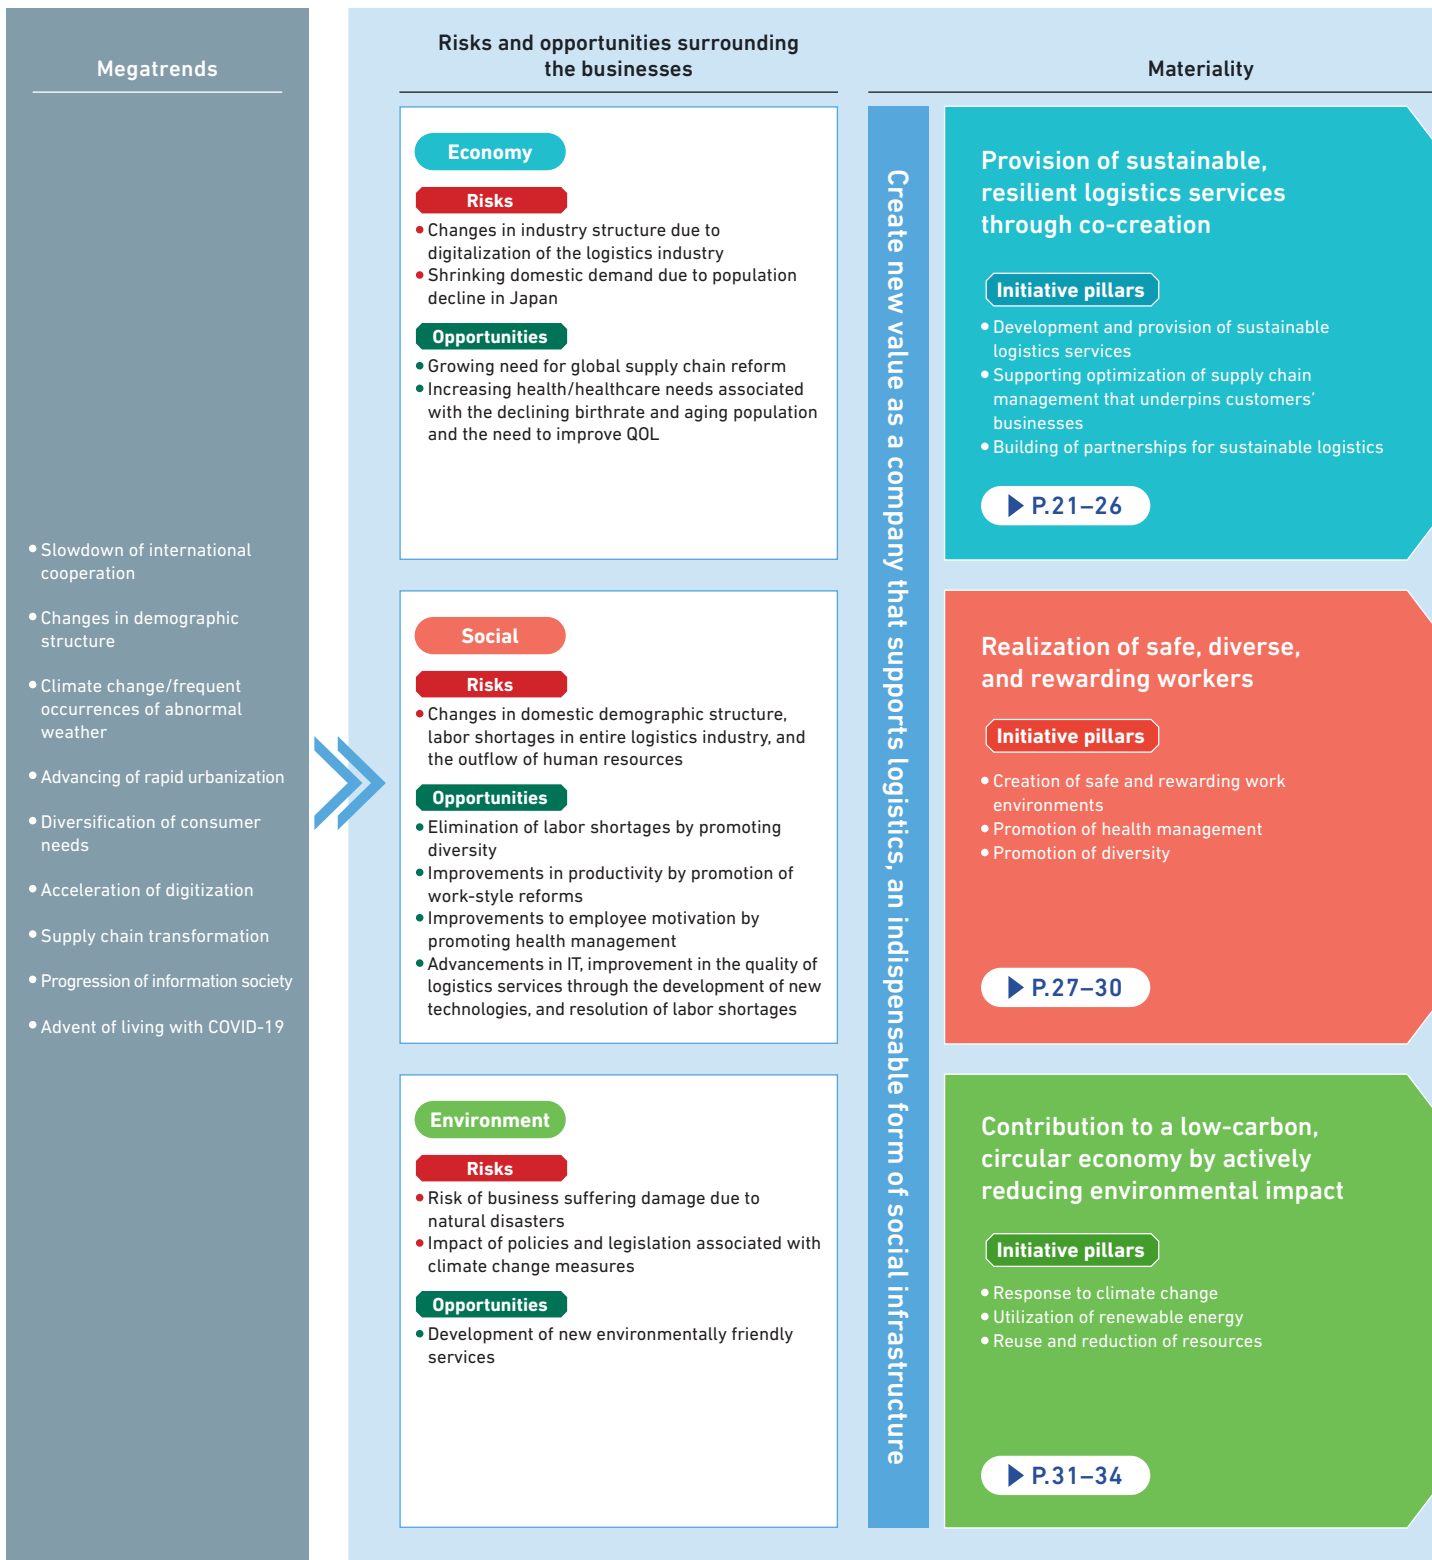 Megatrends
• Slowdown of international
cooperation
• Changes in demographic
structure
• Climate change/frequent
occurrences of abnormal
weather
• Advancing of rapid urbanization
• Diversification of consumer
needs
• Acceleration of digitization
• Supply chain transformation
• Progression of information society
• Advent of living with COVID-19
Risks and opportunities surrounding
the businesses
Economy
Risks
• Changes in industry structure due to
digitalization of the logistics industry
• Shrinking domestic demand due to population
decline in Japan
Opportunities
• Growing need for global supply chain reform
• Increasing health/healthcare needs associated
with the declining birthrate and aging population
and the need to improve QOL
Social
Risks
• Changes in domestic demographic structure,
labor shortages in entire logistics industry, and
the outflow of human resources
Opportunities
• Elimination of labor shortages by promoting
diversity
• Improvements in productivity by promotion of
work-style reforms
• Improvements to employee motivation by
promoting health management
• Advancements in IT, improvement in the quality of
logistics services through the development of new
technologies, and resolution of labor shortages
Environment
Risks
• Risk of business suffering damage due to
natural disasters
• Impact of policies and legislation associated with
climate change measures
Opportunities
• Development of new environmentally friendly
services
Materiality
Create new value as a company that supports logistics, an indispensable form of social infrastructure
Provision of sustainable,
resilient logistics services
through co-creation
Initiative pillars
• Development and provision of sustainable
logistics services
• Supporting optimization of supply chain
management that underpins customers'
businesses
• Building of partnerships for sustainable logistics
▶ P.21–26
Realization of safe, diverse,
and rewarding workers
Initiative pillars
• Creation of safe and rewarding work
environments
• Promotion of health management
• Promotion of diversity
▶ P.27–30
Contribution to a low-carbon,
circular economy by actively
reducing environmental impact
Initiative pillars
• Response to climate change
• Utilization of renewable energy
• Reuse and reduction of resources
▶ P.31–34